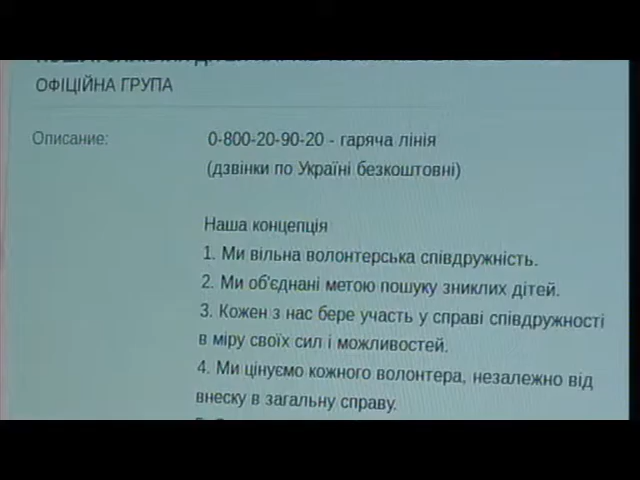 ОФІЦІЙНА ГРУПА
Описание:
0-800-20-90-20 - гаряча лінія
(дзвінки по Україні безкоштовні)
Наша концепція
1. Ми вільна волонтерська співдружність.
2. Ми об'єднані метою пошуку зниклих дітей.
3. Кожен з нас бере участь у справі співдружності
в міру своїх сил і можливостей.
4. Ми цінуємо кожного волонтера, незалежно від
внеску в загальну справу.